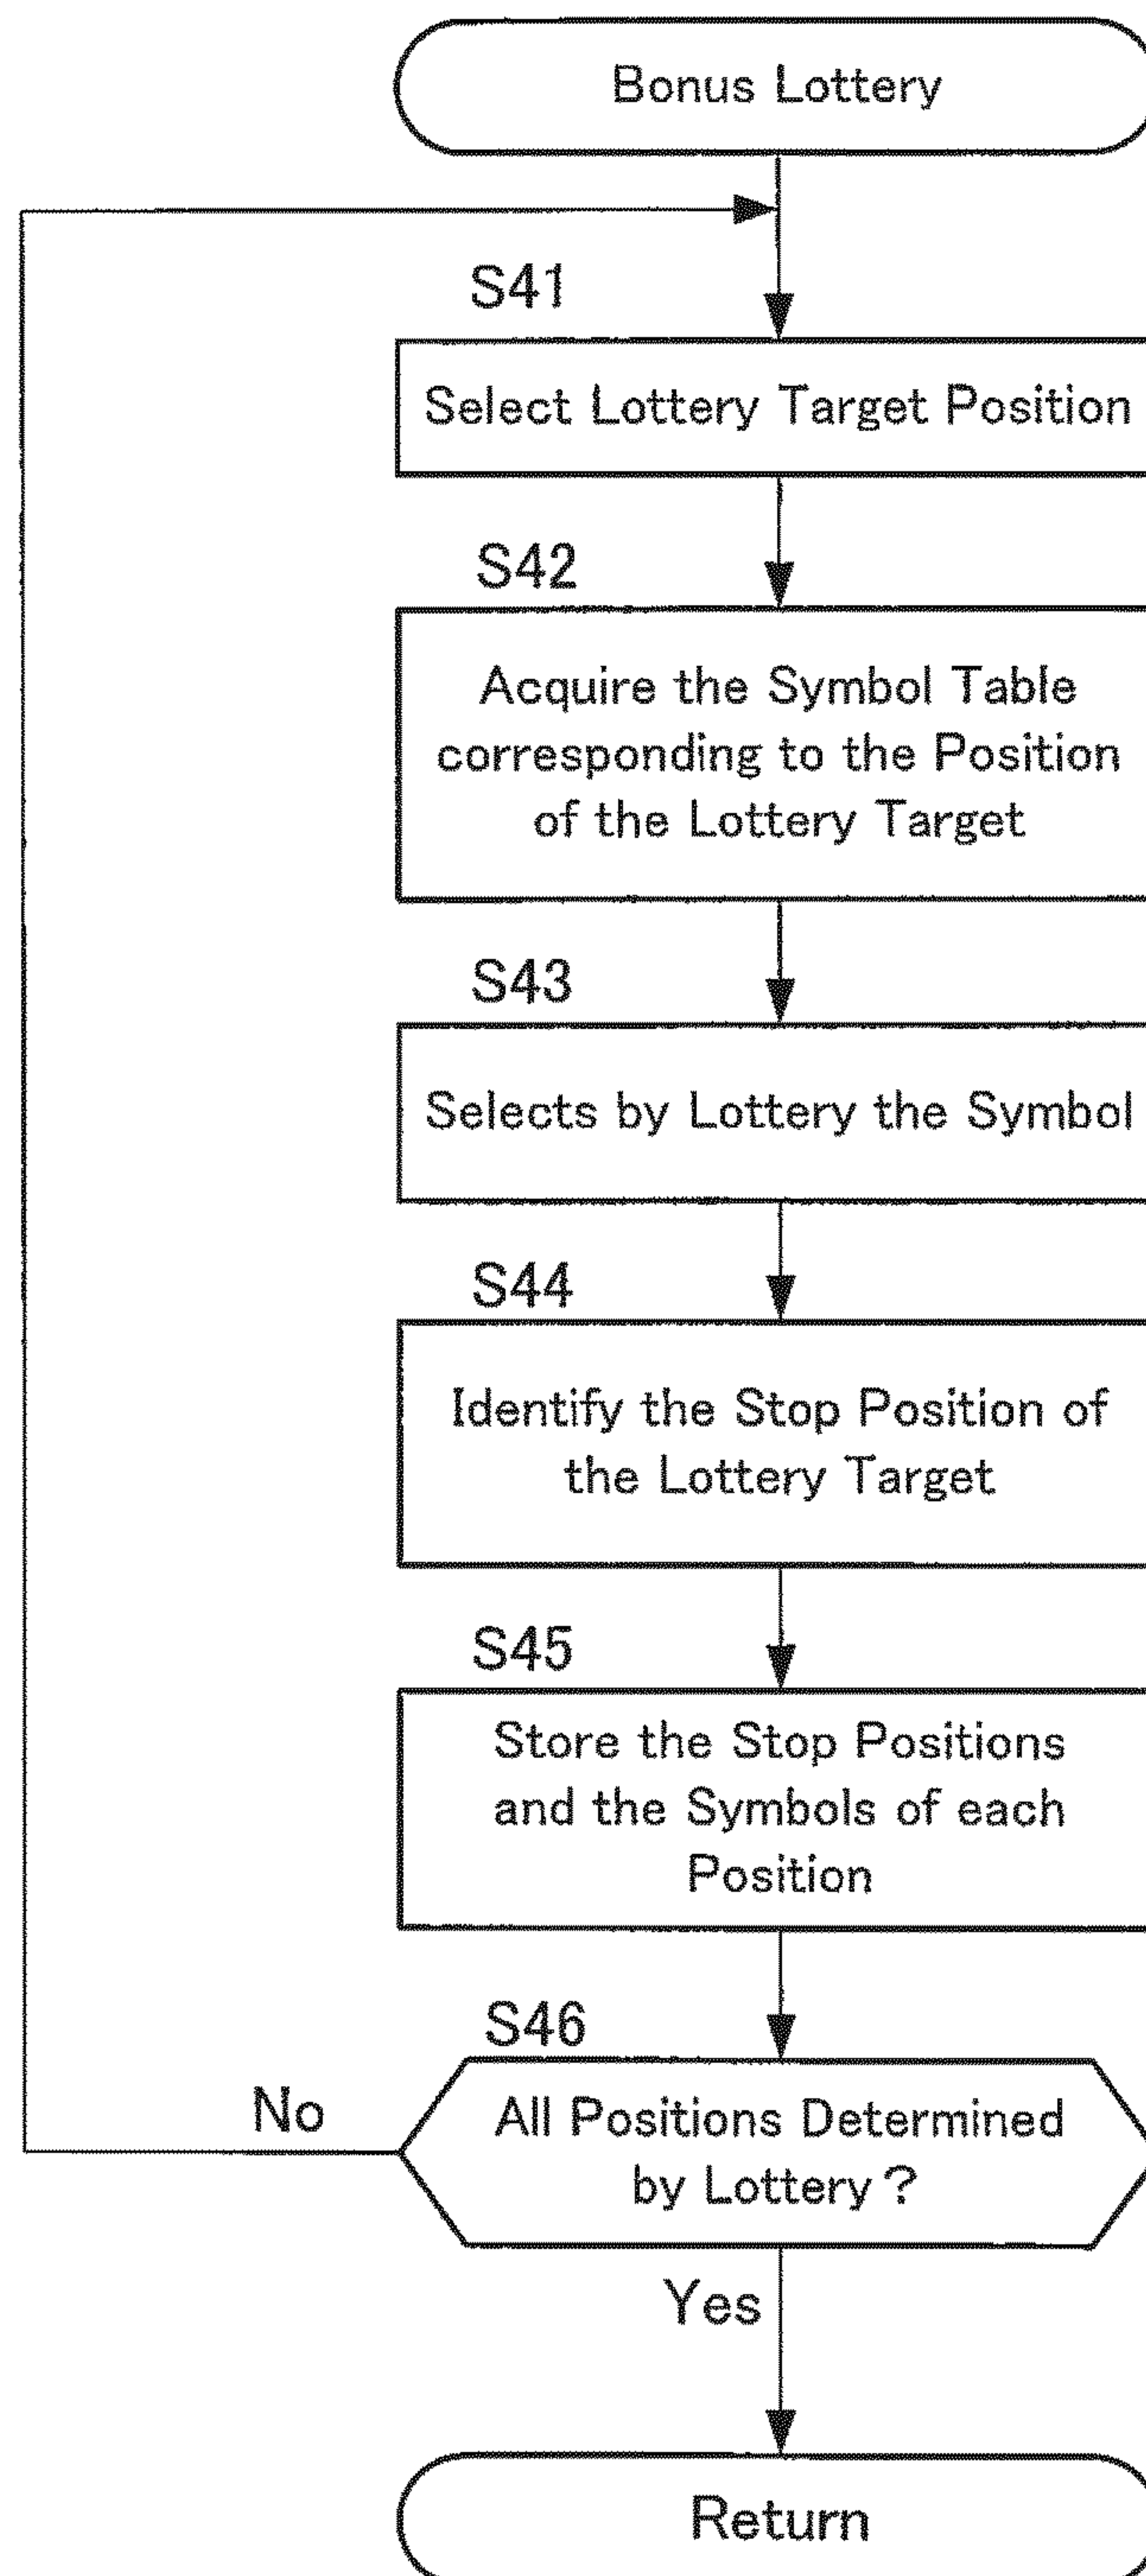 Bonus Lottery
S41
Select Lottery Target Position
S42
Acquire the Symbol Table
corresponding to the Position
of the Lottery Target
S43
Selects by Lottery the Symbol
S44
Identify the Stop Position of
the Lottery Target
S45
Store the Stop Positions
and the Symbols of each
Position
S46
No
All Positions Determined
by Lottery ?
Yes
Return